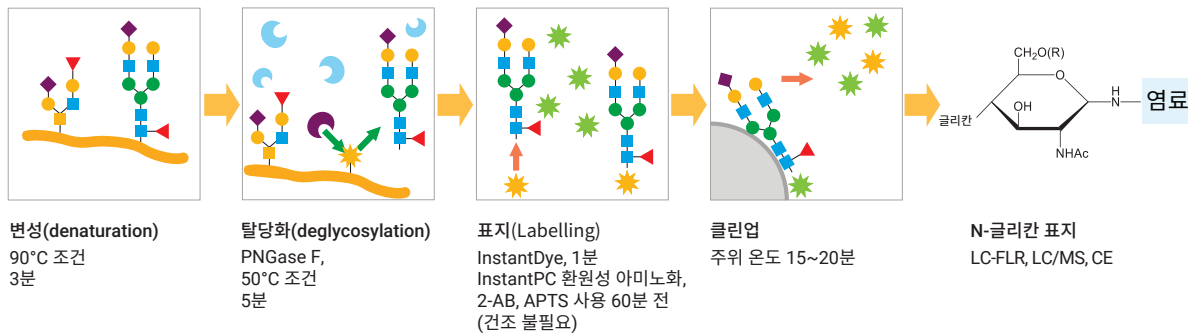 변성(denaturation)
90°C 조건
3분
탈당화(deglycosylation)
PNGase F,
50°C 조건
5분
표지(Labelling)
InstantDye, 1분
InstantPC 환원성 아미노화,
2-AB, APTS 사용 60분 전
(건조 불필요)
클린업
주위 온도 15~20분
CH₂O(R)
O
OH
글리칸
NHAc
H
N
염료
N-글리칸 표지
LC-FLR, LC/MS, CE